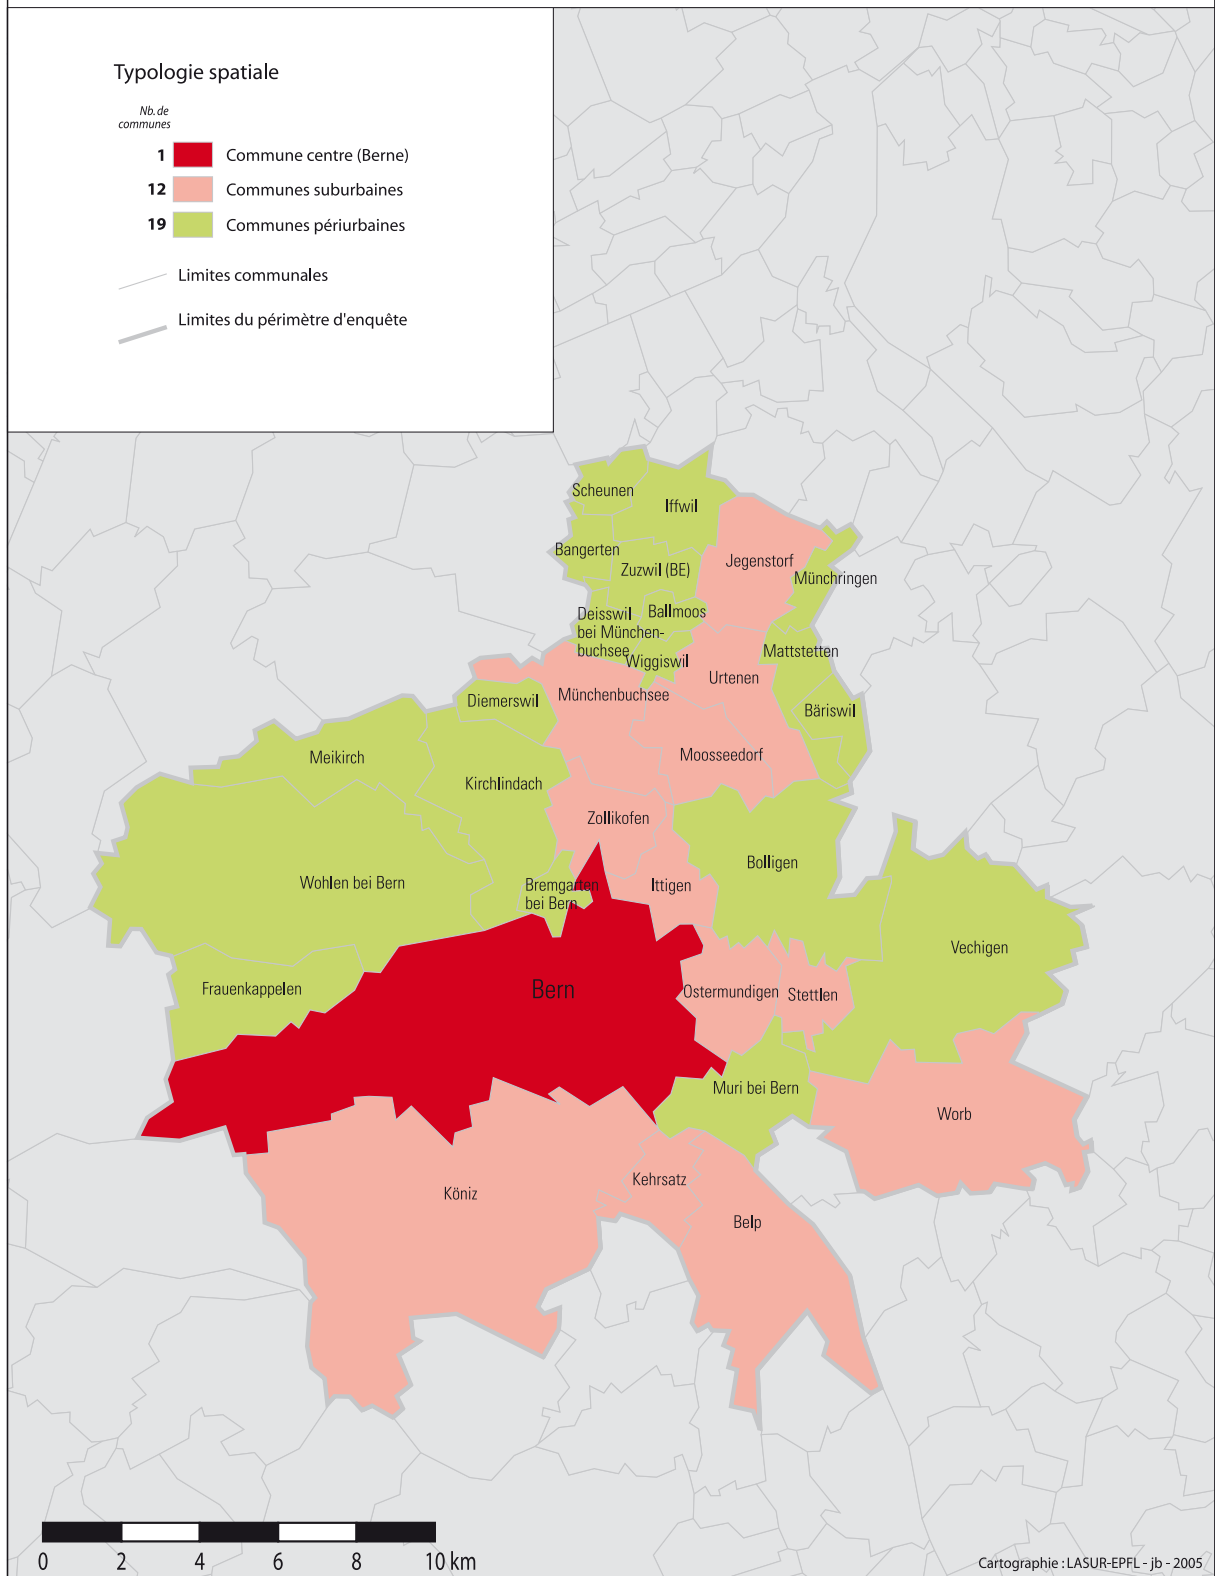 Typologie spatiale
Nb. de
communes
1 Commune centre (Berne)
12 Communes suburbaines
19 Communes périurbaines
Limites communales
Limites du périmètre d'enquête
Scheunen
Iffwil
Bangerten
Jegenstorf
Zuzwil (BE)
Münchringen
Deisswil
bei München-
buchsee
Ballmoos
Wiggiswil
Mattstetten
Urtenen
Münchenbuchsee
Diemerswil
Bäriswil
Moosseedorf
Meikirch
Kirchlindach
Zollikofen
Bolligen
Wohlen bei Bern
Bremgarten
bei Bern
Ittigen
Vechigen
Frauenkappelen
Bern
Ostermundigen
Stettlen
Muri bei Bern
Worb
Kehrsatz
Köniz
Belp
0 2 4 6 8 10 km
Cartographie : LASUR-EPFL - jb - 2005